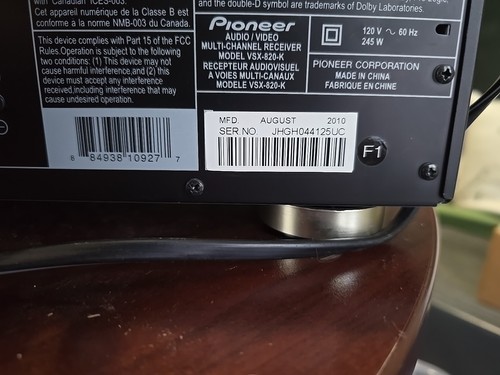 with Canadian ICES-003.
Cet appareil numérique de la Classe B est
conforme à la norme NMB-003 du Canada.
This device complies with Part 15 of the FCC
Rules.Operation is subject to the following
two conditions: (1) This device may not
cause harmful interference,and (2) this
device must accept any interference
received,including interference that may
cause undesired operation.
8 84938 10927 7
and the double-D symbol are trademarks of Dolby Laboratories.
Pioneer
AUDIO / VIDEO
MULTI-CHANNEL RECEIVER
MODEL VSX-820-K
RECEPTEUR AUDIOVISUEL
A VOIES MULTI-CANAUX
MODELE VSX-820-K
120 V ~ 60 Hz
245 W
PIONEER CORPORATION
MADE IN CHINA
FABRIQUE EN CHINE
MFD. AUGUST 2010
SER NO. JHGH044125UC
F1